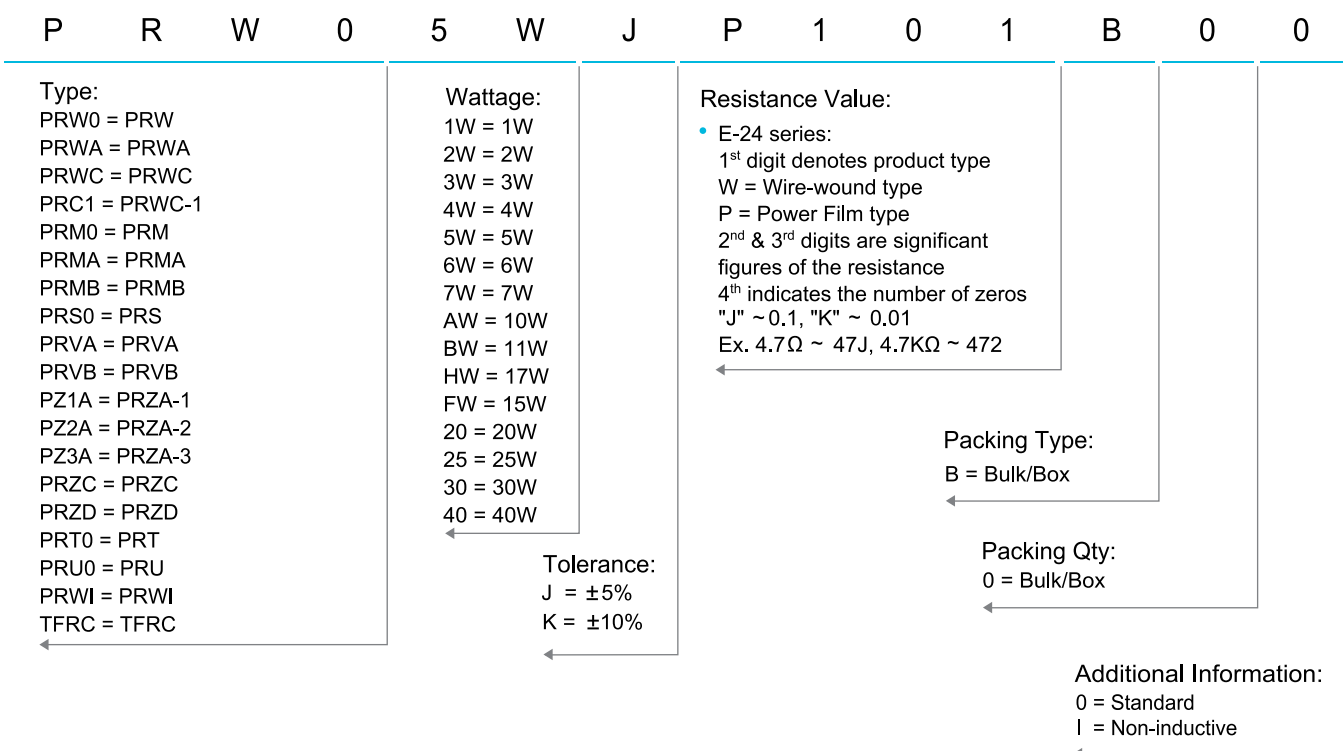 P R W 0 5 W J P 1 0 1 B 0 0
Type:
PRW0 = PRW
PRWA = PRWA
PRWC = PRWC
PRC1 = PRWC-1
PRM0 = PRM
PRMA = PRMA
PRMB = PRMB
PRS0 = PRS
PRVA = PRVA
PRVB = PRVB
PZ1A = PRZA-1
PZ2A = PRZA-2
PZ3A = PRZA-3
PRZC = PRZC
PRZD = PRZD
PRT0 = PRT
PRU0 = PRU
PRWI = PRWI
TFRC = TFRC
Wattage:
1W = 1W
2W = 2W
3W = 3W
4W = 4W
5W = 5W
6W = 6W
7W = 7W
AW = 10W
BW = 11W
HW = 17W
FW = 15W
20 = 20W
25 = 25W
30 = 30W
40 = 40W
Tolerance:
J = ±5%
K = ±10%
Resistance Value:
• E-24 series:
1st digit denotes product type
W = Wire-wound type
P = Power Film type
2nd & 3rd digits are significant
figures of the resistance
4th indicates the number of zeros
"J" ~ 0.1, "K" ~ 0.01
Ex. 4.7Ω ~ 47J, 4.7KΩ ~ 472
Packing Type:
B = Bulk/Box
Packing Qty:
0 = Bulk/Box
Additional Information:
0 = Standard
I = Non-inductive